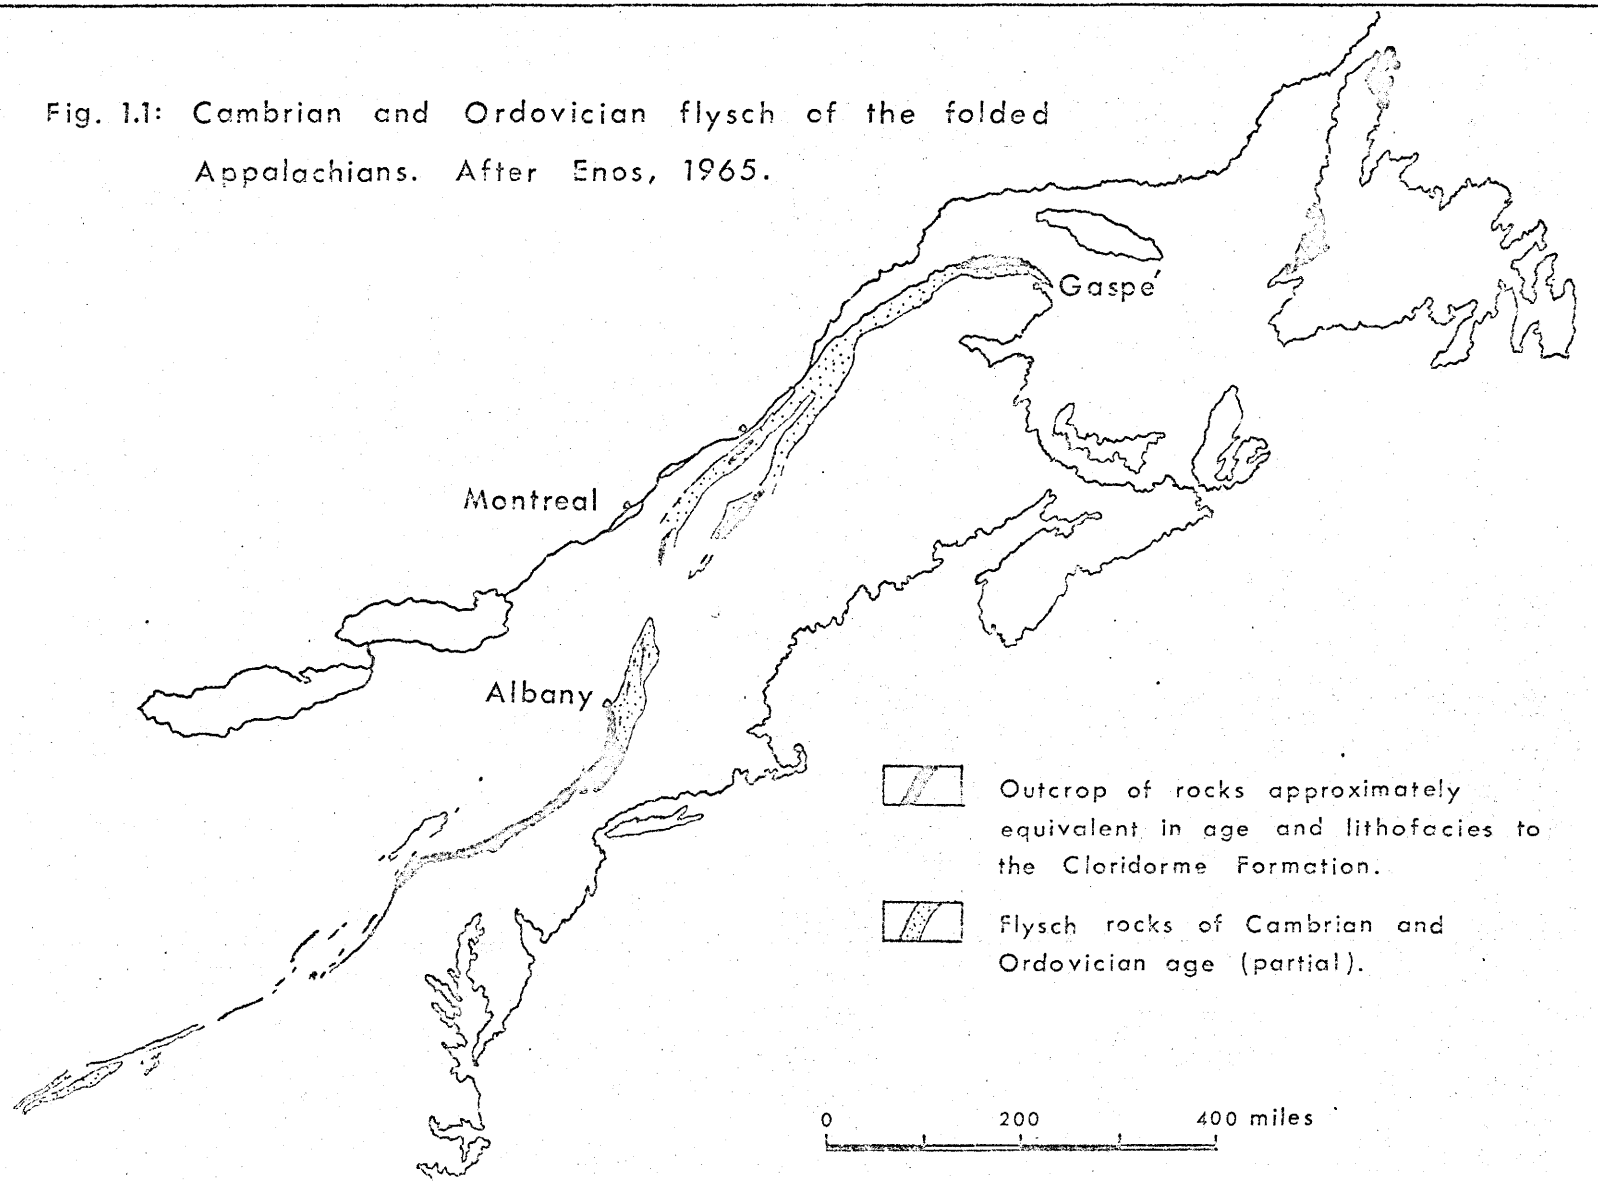 Fig. 1.1: Cambrian and Ordovician flysch of the folded
Appalachians. After Enos, 1965.
Gaspé
Montreal
Albany
Outcrop of rocks approximately
equivalent in age and lithofacies to
the Cloridorme Formation.
Flysch rocks of Cambrian and
Ordovician age (partial).
0 200 400 miles